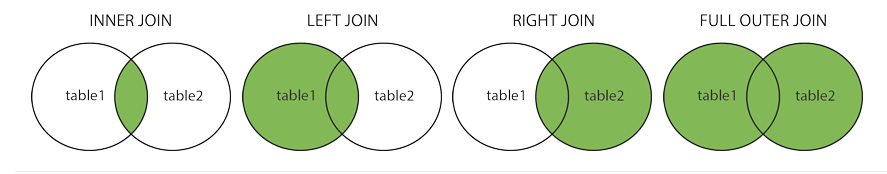 INNER JOIN
LEFT JOIN
RIGHT JOIN
FULL OUTER JOIN
table1
table2
table1
table2
table1
table2
table1
table2